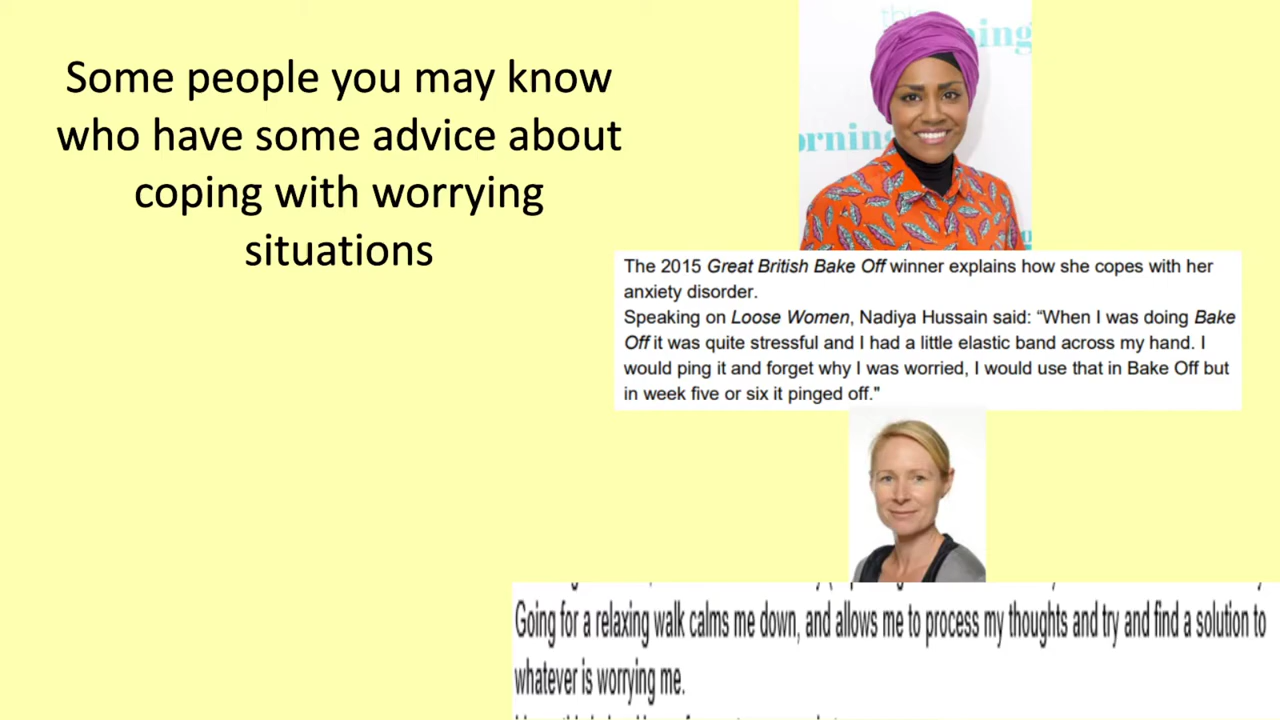 Some people you may know
who have some advice about
coping with worrying
situations
this
orning
orning
The 2015 Great British Bake Off winner explains how she copes with her
anxiety disorder.
Speaking on Loose Women, Nadiya Hussain said: “When I was doing Bake
Off it was quite stressful and I had a little elastic band across my hand. I
would ping it and forget why I was worried, I would use that in Bake Off but
in week five or six it pinged off."
Going for a relaxing walk calms me down, and allows me to process my thoughts and try and find a solution to
whatever is worrying me.